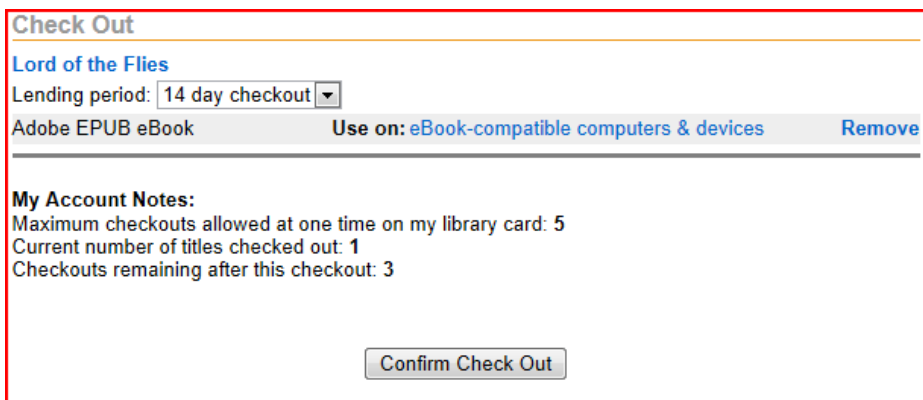 Check Out
Lord of the Flies
Lending period: 14 day checkout
Adobe EPUB eBook Use on: eBook-compatible computers & devices Remove
My Account Notes:
Maximum checkouts allowed at one time on my library card: 5
Current number of titles checked out: 1
Checkouts remaining after this checkout: 3
Confirm Check Out